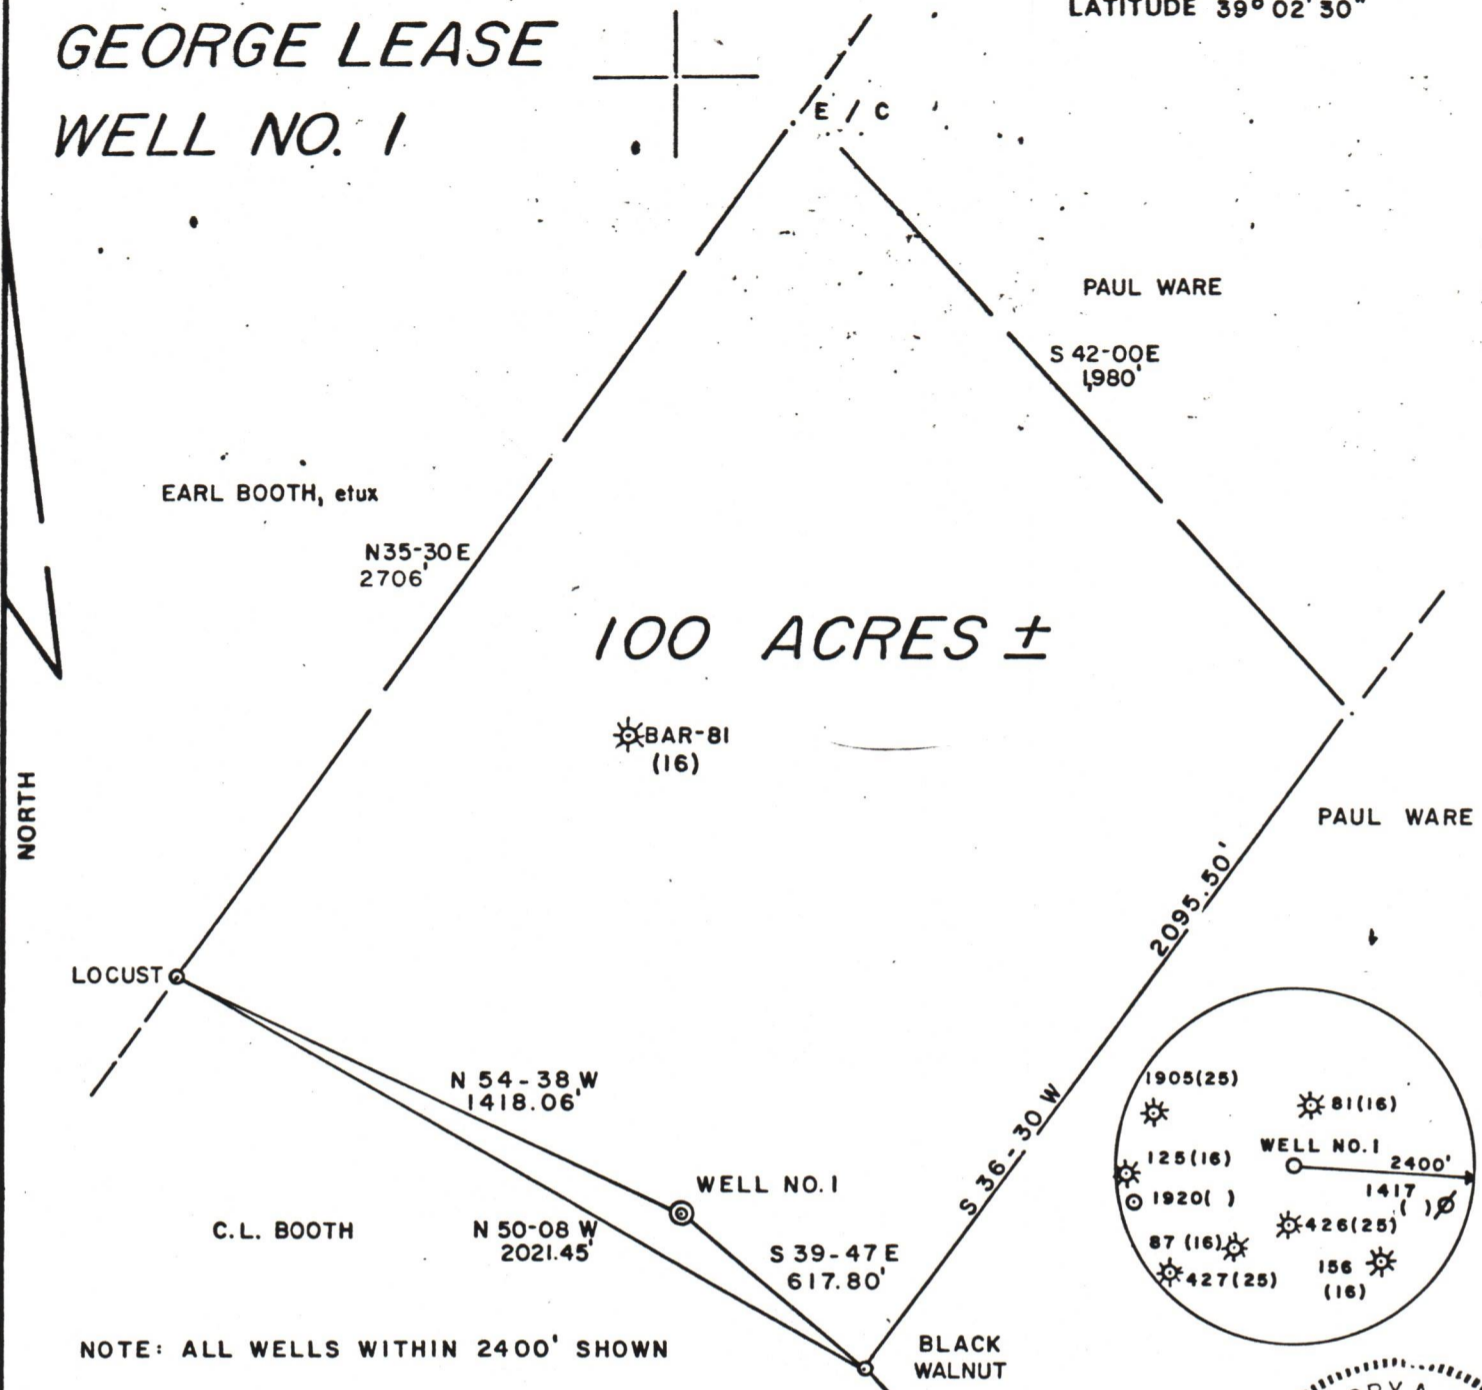 LATITUDE 39° 02' 30"
GEORGE LEASE
WELL NO. 1
E / C
PAUL WARE
S 42-00E
1,980'
EARL BOOTH, etux
N35-30E
2706'
100 ACRES ±
BAR-81
(16)
NORTH
PAUL WARE
2095.50'
S 36-30 W
LOCUST
N 54-38 W
1418.06'
WELL NO. 1
C.L. BOOTH
N 50-08 W
2021.45'
S 39-47 E
617.80'
1905(25)
81(16)
WELL NO. 1
2400'
125(16)
1920( )
1417
( )
426(25)
87 (16)
427(25)
156
(16)
NOTE: ALL WELLS WITHIN 2400' SHOWN
BLACK
WALNUT